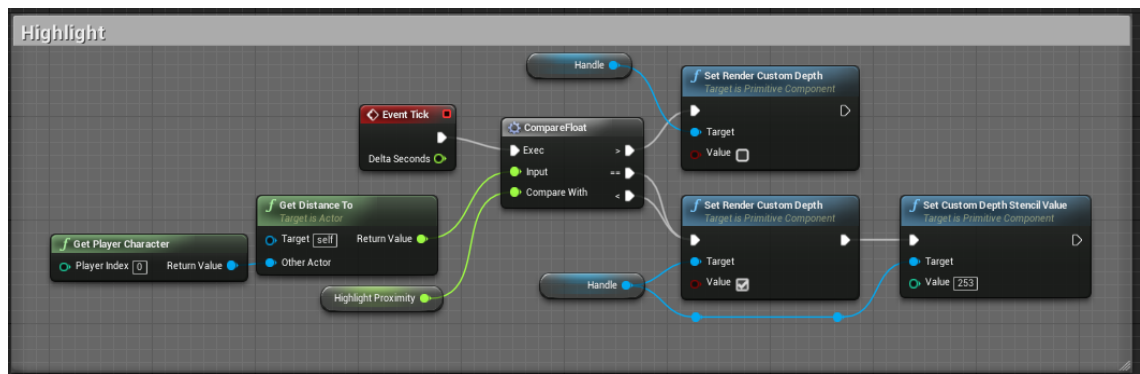 Highlight
Handle
f Set Render Custom Depth
Target is Primitive Component
Target
Value
Event Tick
Delta Seconds
CompareFloat
Exec >
Input ==
Compare With <
f Get Distance To
Target is Actor
Target self Return Value
Other Actor
f Get Player Character
Player Index 0 Return Value
Highlight Proximity
Handle
f Set Render Custom Depth
Target is Primitive Component
Target
Value
f Set Custom Depth Stencil Value
Target is Primitive Component
Target
Value 253